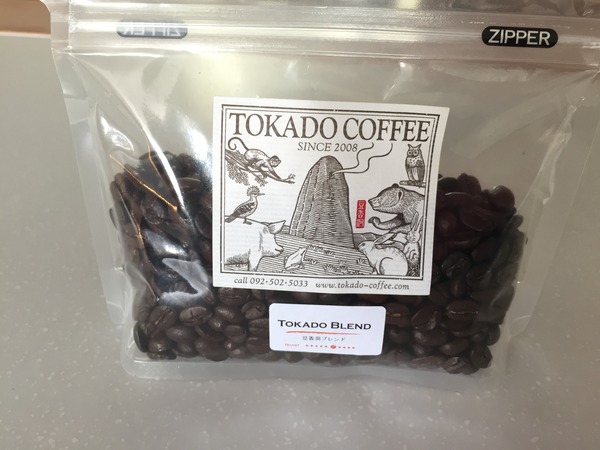 ZIPPER
ZIPPER
TOKADO COFFEE
SINCE 2008
call 092·502·5033 www.tokado-coffee.com
TOKADO BLEND
豆香洞ブレンド